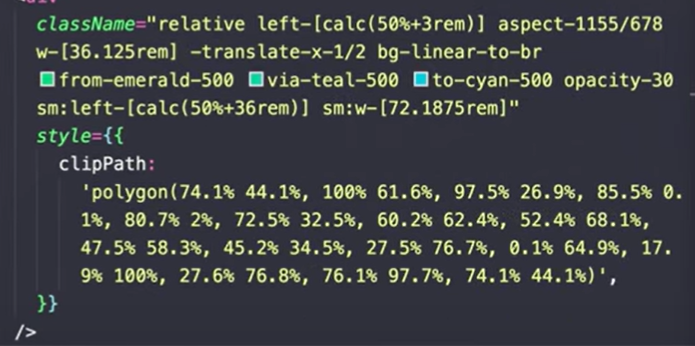 className="relative left-[calc(50%+3rem)] aspect-1155/678
w-[36.125rem] -translate-x-1/2 bg-linear-to-br
from-emerald-500 via-teal-500 to-cyan-500 opacity-30
sm:left-[calc(50%+36rem)] sm:w-[72.1875rem]"
style={{
clipPath:
'polygon(74.1% 44.1%, 100% 61.6%, 97.5% 26.9%, 85.5% 0.
1%, 80.7% 2%, 72.5% 32.5%, 60.2% 62.4%, 52.4% 68.1%,
47.5% 58.3%, 45.2% 34.5%, 27.5% 76.7%, 0.1% 64.9%, 17.
9% 100%, 27.6% 76.8%, 76.1% 97.7%, 74.1% 44.1%)',
}}
/>